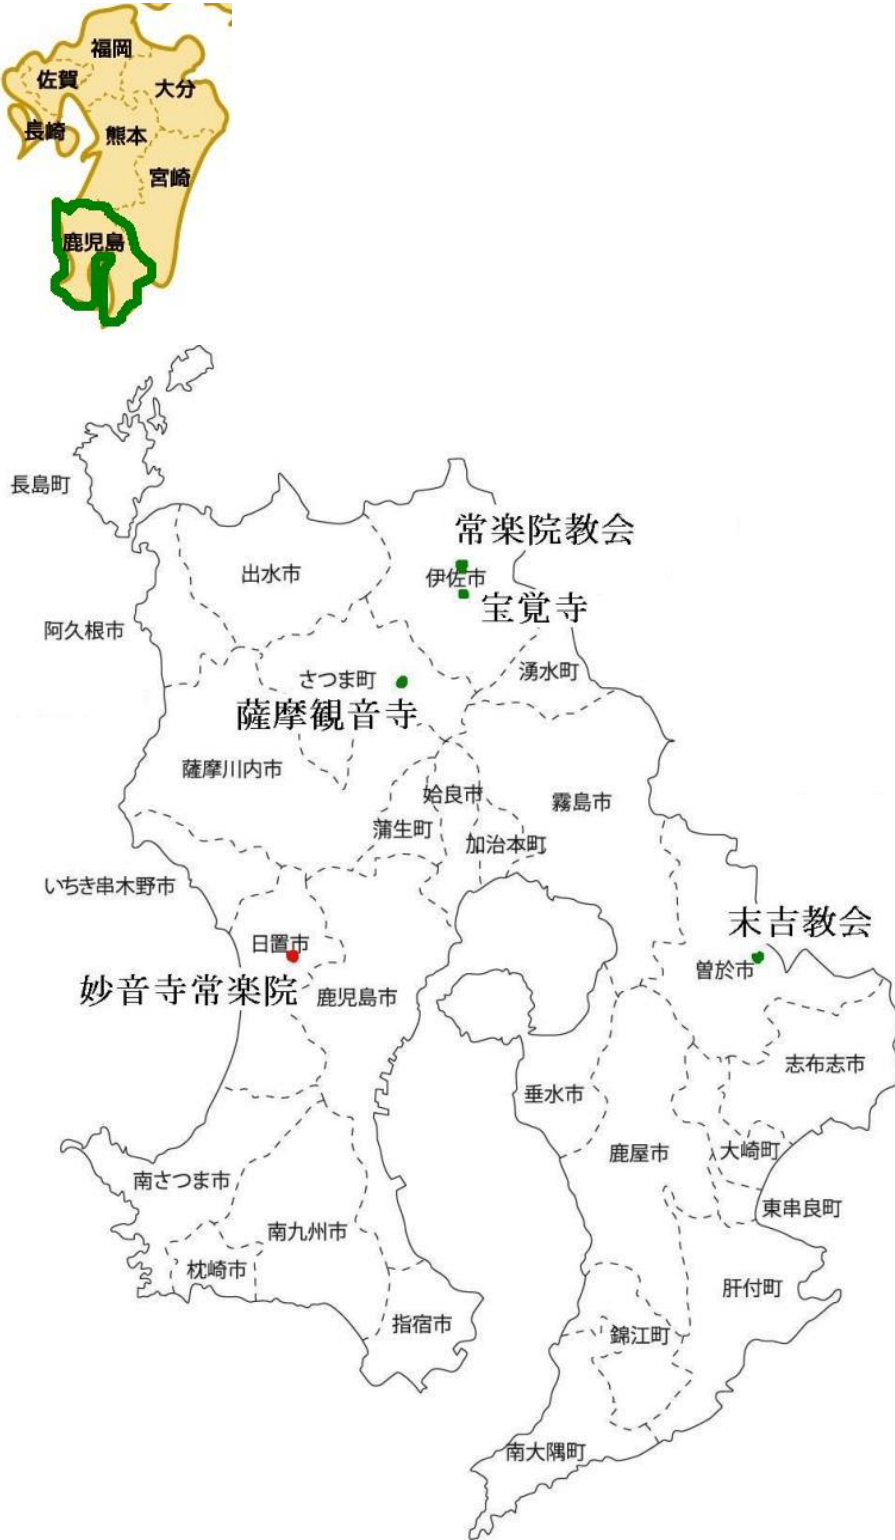 福岡
佐賀
大分
長崎
熊本
宮崎
鹿児島
長島町
常楽院教会
出水市
伊佐市
宝覚寺
阿久根市
湧水町
さつま町
薩摩観音寺
薩摩川内市
姶良市
霧島市
蒲生町
加治木町
いちき串木野市
末吉教会
日置市
曽於市
妙音寺常楽院
鹿児島市
志布志市
垂水市
鹿屋市
大崎町
南さつま市
東串良町
南九州市
枕崎市
肝付町
指宿市
錦江町
南大隅町